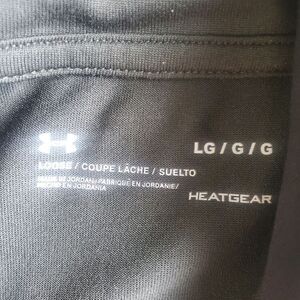 LG / G / G
LOOSE / COUPE LÂCHE / SUELTO
MADE IN JORDAN/ FABRIQUÉ EN JORDANIE/
HECHO EN JORDANIA
HEATGEAR